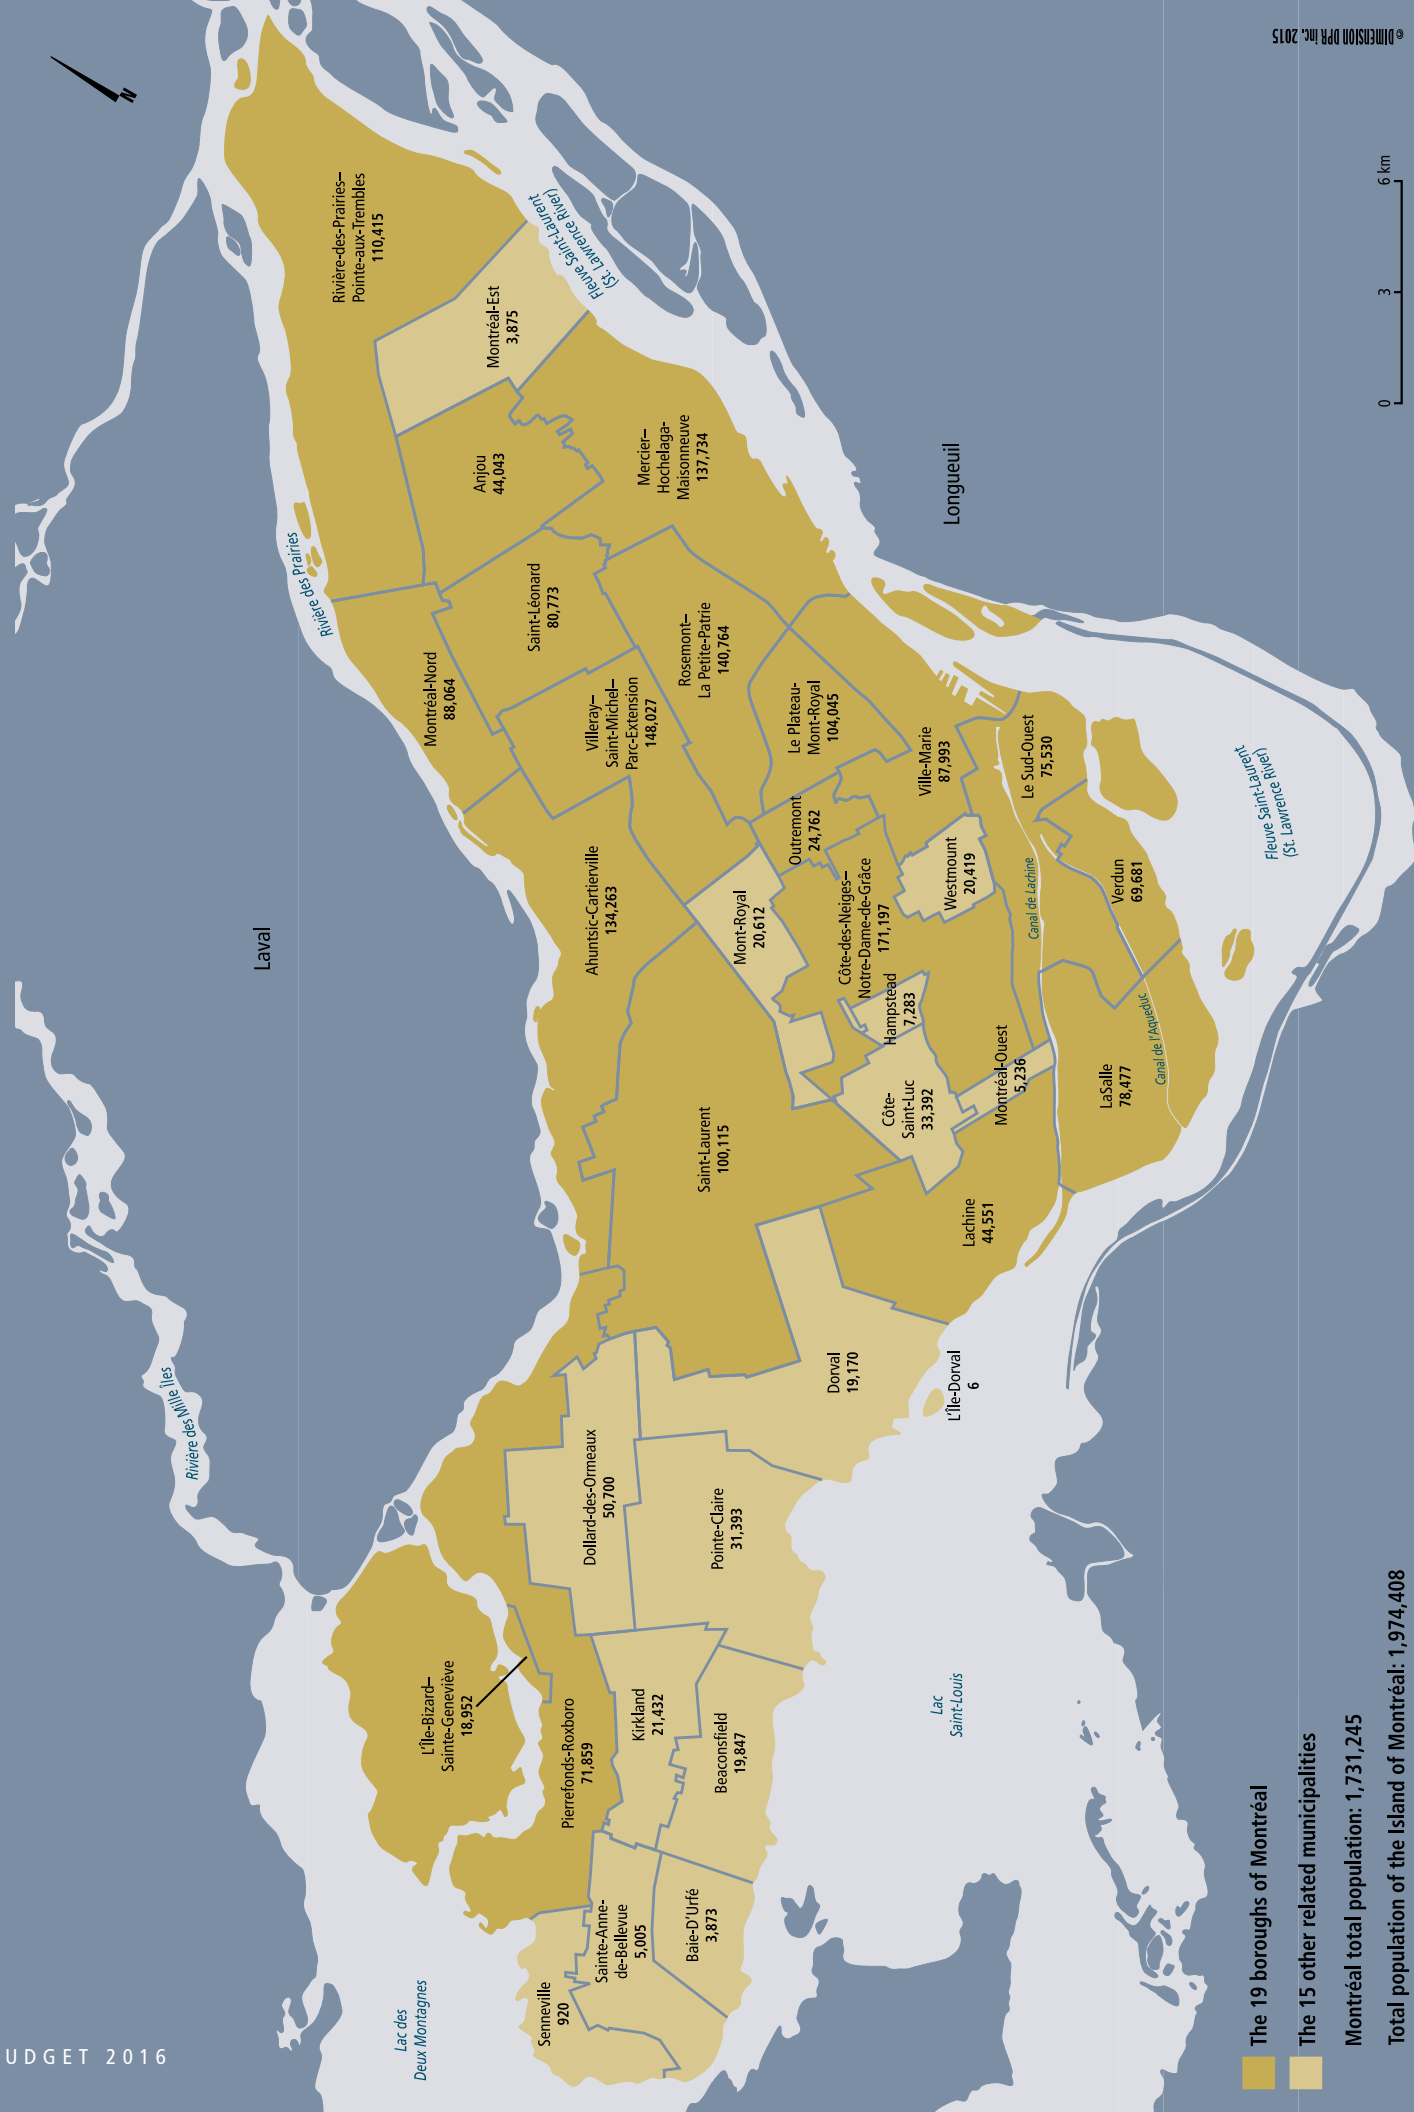 UDGET 2016
N
© DIMENSION DPR inc. 2015
Laval
Longueuil
Rivière des Mille Îles
Rivière des Prairies
Fleuve Saint-Laurent
(St. Lawrence River)
Fleuve Saint-Laurent
(St. Lawrence River)
Lac des
Deux Montagnes
Lac
Saint-Louis
Canal de Lachine
Canal de l'Aqueduc
Senneville
920
Sainte-Anne-
de-Bellevue
5,005
Baie-D'Urfé
3,873
L'Île-Bizard–
Sainte-Geneviève
18,952
Pierrefonds-Roxboro
71,859
Kirkland
21,432
Beaconsfield
19,847
Dollard-des-Ormeaux
50,700
Pointe-Claire
31,393
Dorval
19,170
L'Île-Dorval
6
Saint-Laurent
100,115
Lachine
44,551
Côte-
Saint-Luc
33,392
Montréal-Ouest
5,236
LaSalle
78,477
Hampstead
7,283
Ahuntsic-Cartierville
134,263
Mont-Royal
20,612
Côte-des-Neiges–
Notre-Dame-de-Grâce
171,197
Westmount
20,419
Verdun
69,681
Outremont
24,762
Montréal-Nord
88,064
Villeray–
Saint-Michel–
Parc-Extension
148,027
Le Plateau-
Mont-Royal
104,045
Ville-Marie
87,993
Le Sud-Ouest
75,530
Saint-Léonard
80,773
Rosemont–
La Petite-Patrie
140,764
Anjou
44,043
Mercier–
Hochelaga-
Maisonneuve
137,734
Montréal-Est
3,875
Rivière-des-Prairies–
Pointe-aux-Trembles
110,415
0 3 6 km
The 19 boroughs of Montréal
The 15 other related municipalities
Montréal total population: 1,731,245
Total population of the Island of Montréal: 1,974,408